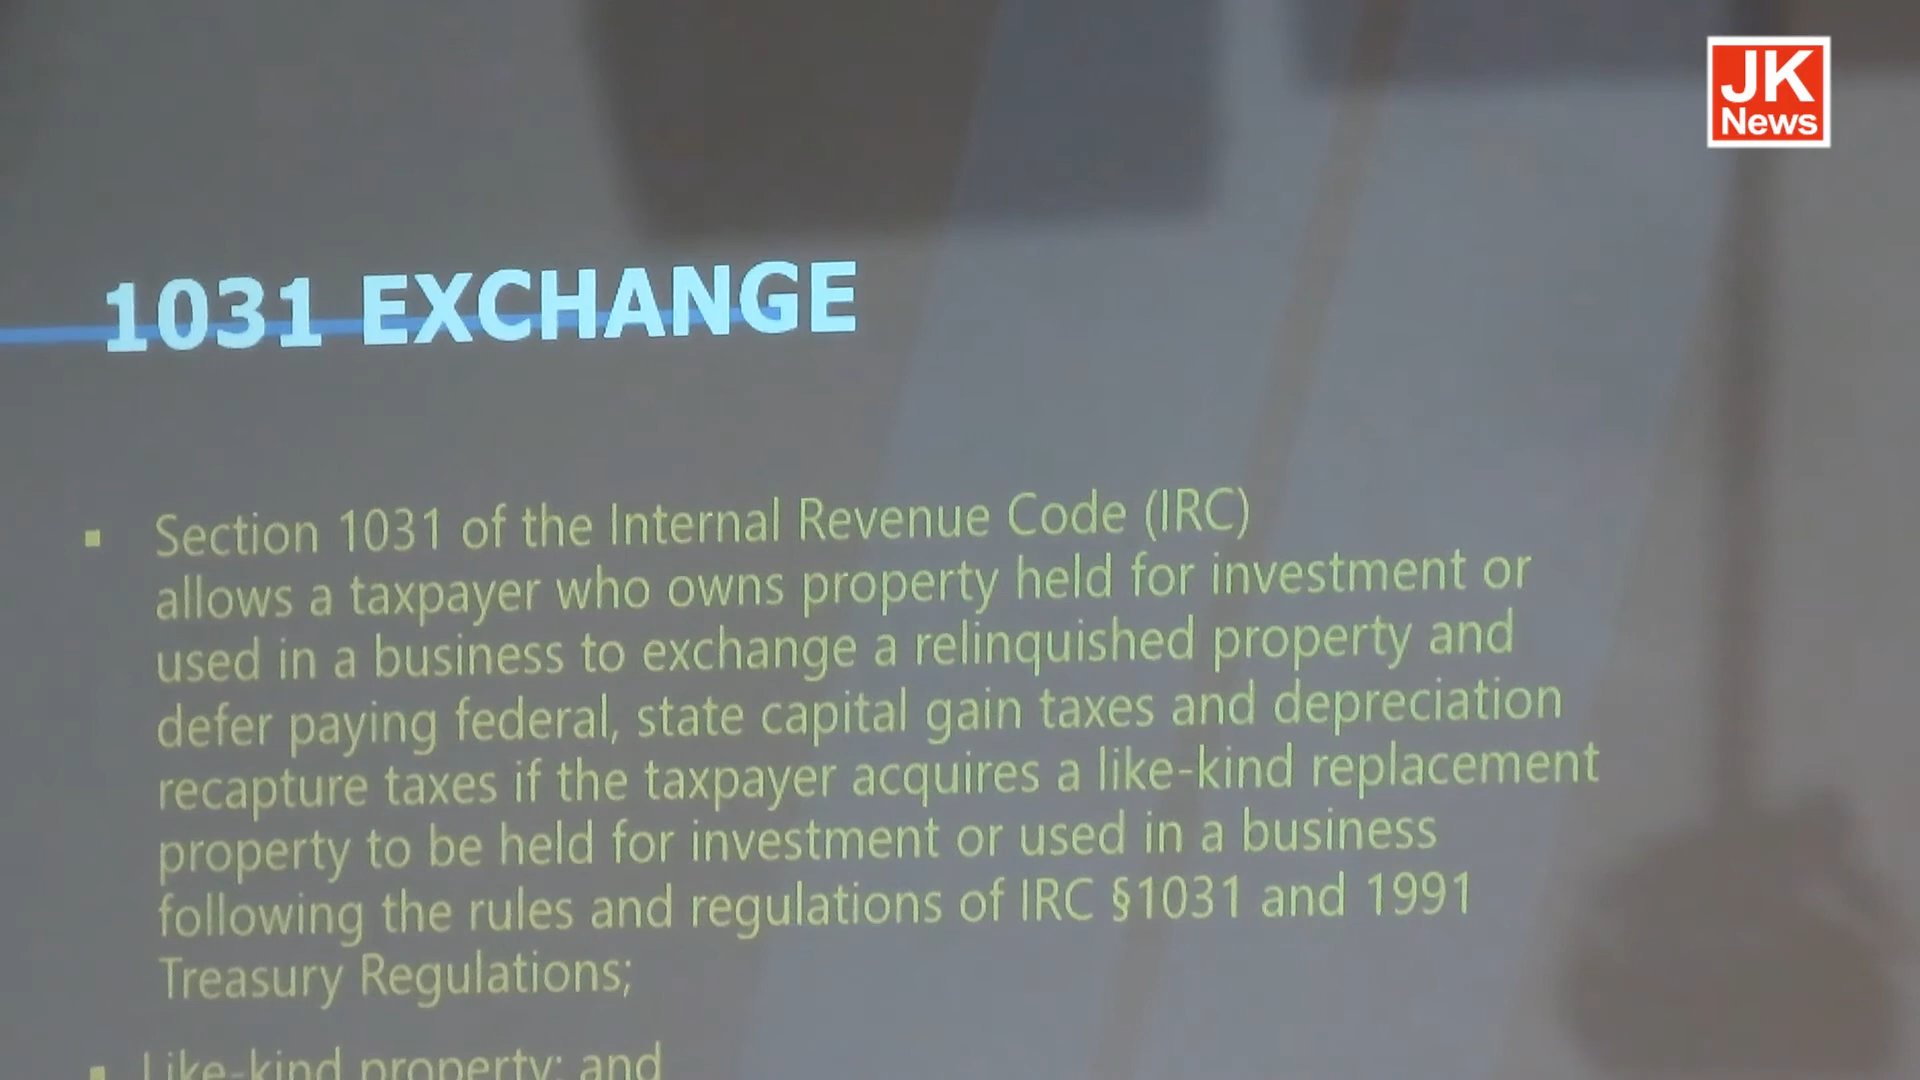 JK
News
1031 EXCHANGE
▪ Section 1031 of the Internal Revenue Code (IRC)
allows a taxpayer who owns property held for investment or
used in a business to exchange a relinquished property and
defer paying federal, state capital gain taxes and depreciation
recapture taxes if the taxpayer acquires a like-kind replacement
property to be held for investment or used in a business
following the rules and regulations of IRC §1031 and 1991
Treasury Regulations;
▪ Like-kind property; and